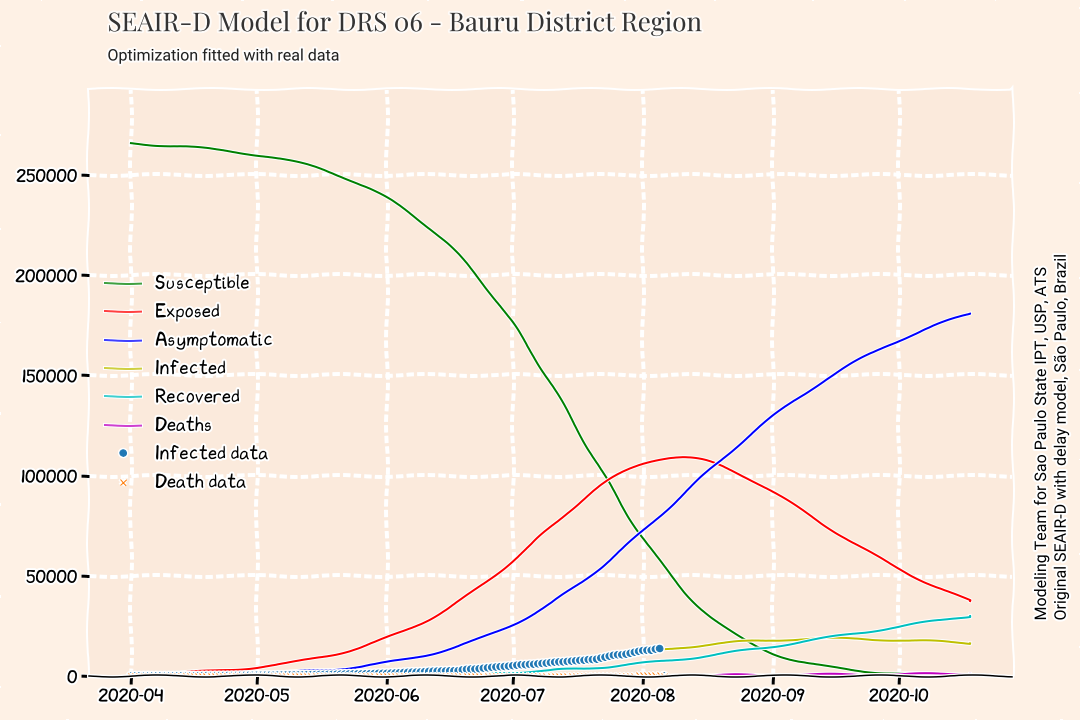 SEAIR-D Model for DRS 06 - Bauru District Region
Optimization fitted with real data
250000
200000
150000
100000
50000
0
Susceptible
Exposed
Asymptomatic
Infected
Recovered
Deaths
Infected data
Death data
2020-04
2020-05
2020-06
2020-07
2020-08
2020-09
2020-10
Modeling Team for Sao Paulo State IPT, USP, ATS
Original SEAIR-D with delay model, São Paulo, Brazil